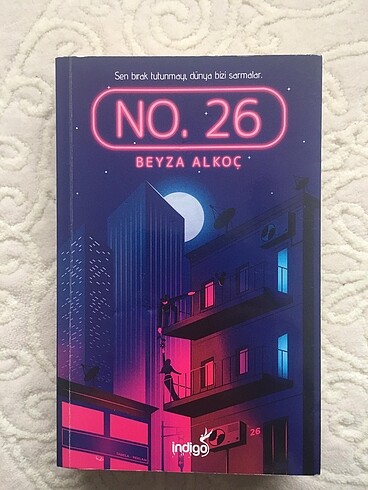 Sen bırak tutunmayı, dünya bizi sarmalar.
NO. 26
BEYZA ALKOÇ
26
indigo